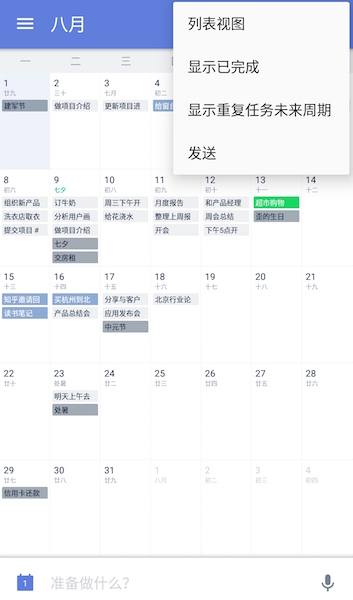 八月
列表视图
显示已完成
显示重复任务未来周期
发送
一 二 三
1 2 3 4
廿九 三十 初一 初二
建军节 做项目介绍 更新项目进 给窗台
8 9 10 11 12 13 14
初六 七夕 初八 初九 初十 十一 十二
组织新产品 订牛奶 周三下午开 月度报告 和产品经理 超市购物
洗衣店取衣 分析用户画 给花浇水 整理上周报 周会总结 歪的生日
提交项目 # 做项目介绍 开会 下午5点开
七夕
交房租
15 16 17 18 19 20 21
十三 十四 十五 十六 十七 十八 十九
知乎邀请回 买杭州到北 分享与客户 北京行业论
读书笔记 产品总结会 应用发布会
中元节
22 23 24 25 26 27 28
二十 处暑 廿二 廿三 廿四 廿五 廿六
明天上午去
处暑
29 30 31 1 2 3 4
廿七 廿八 廿九 八月 初二 初三 初四
信用卡还款
1 准备做什么？